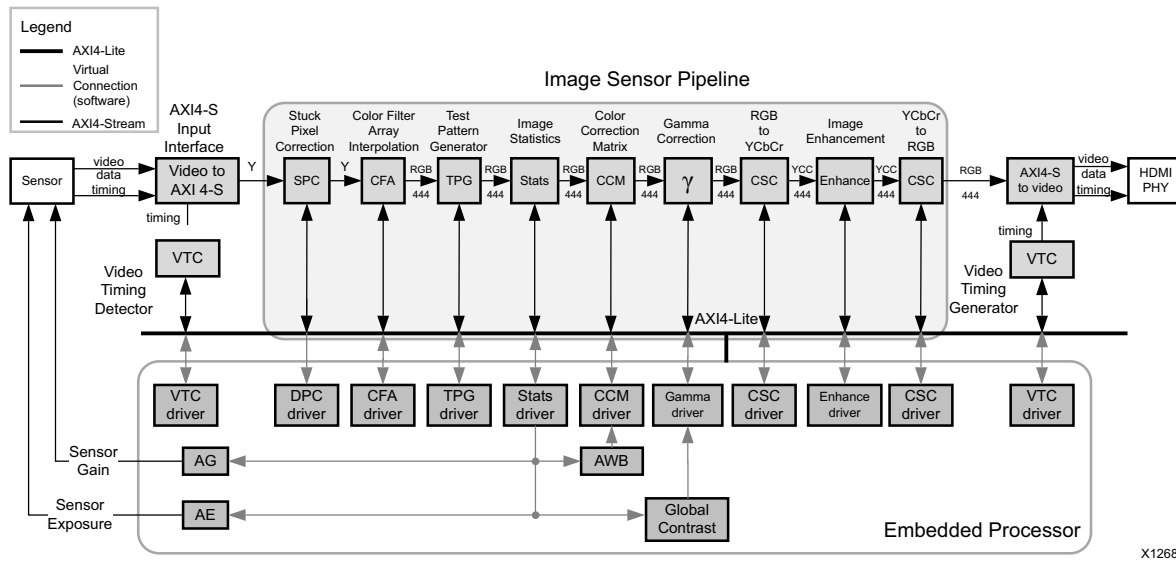 Legend
AXI4-Lite
Virtual
Connection
(software)
AXI4-Stream
Image Sensor Pipeline
AXI4-S
Input
Interface
Stuck
Pixel
Correction
Color Filter
Array
Interpolation
Test
Pattern
Generator
Image
Statistics
Color
Correction
Matrix
Gamma
Correction
RGB
to
YCbCr
Image
Enhancement
YCbCr
to
RGB
Sensor
video
data
timing
Video to
AXI 4-S
Y
SPC
Y
CFA
RGB
444
TPG
RGB
444
Stats
RGB
444
CCM
RGB
444
γ
RGB
444
CSC
YCC
444
Enhance
YCC
444
CSC
RGB
444
AXI4-S
to video
video
data
timing
HDMI
PHY
timing
VTC
Video
Timing
Detector
timing
VTC
Video
Timing
Generator
AXI4-Lite
VTC
driver
DPC
driver
CFA
driver
TPG
driver
Stats
driver
CCM
driver
Gamma
driver
CSC
driver
Enhance
driver
CSC
driver
VTC
driver
Sensor
Gain
AG
AWB
Sensor
Exposure
AE
Global
Contrast
Embedded Processor
X1268